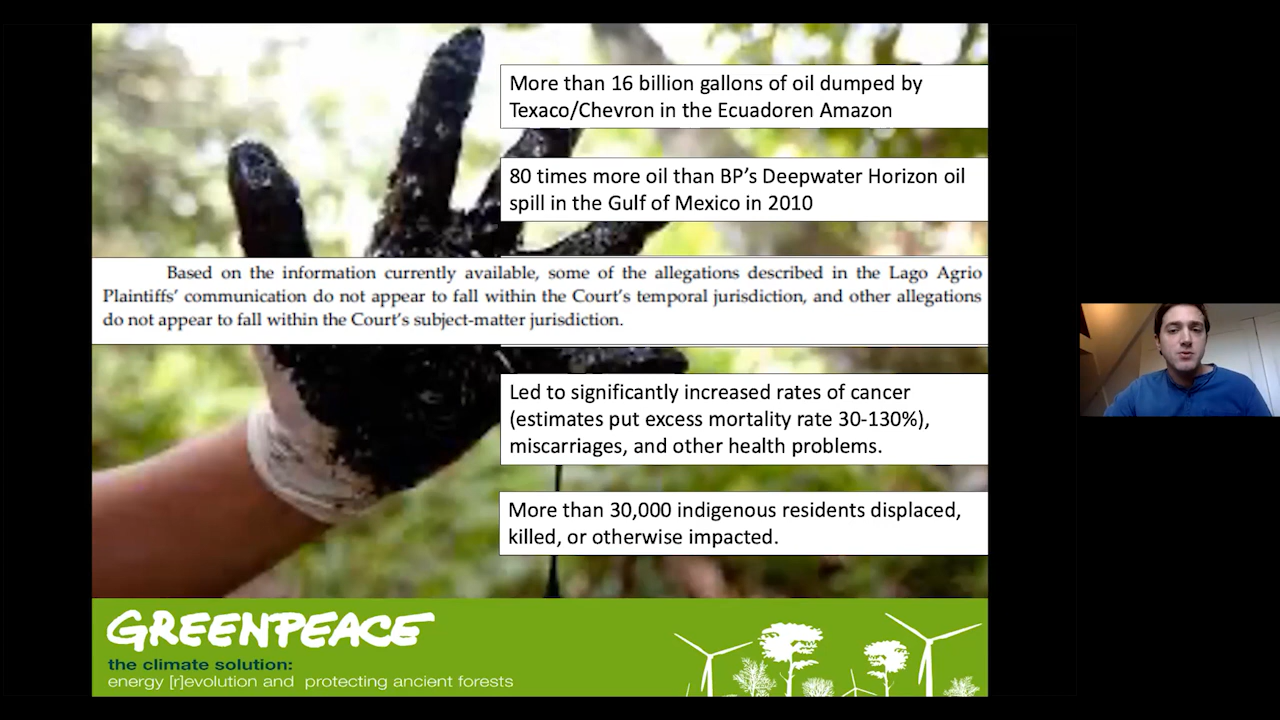 More than 16 billion gallons of oil dumped by
Texaco/Chevron in the Ecuadoren Amazon
80 times more oil than BP’s Deepwater Horizon oil
spill in the Gulf of Mexico in 2010
Based on the information currently available, some of the allegations described in the Lago Agrio
Plaintiffs’ communication do not appear to fall within the Court’s temporal jurisdiction, and other allegations
do not appear to fall within the Court’s subject-matter jurisdiction.
Led to significantly increased rates of cancer
(estimates put excess mortality rate 30-130%),
miscarriages, and other health problems.
More than 30,000 indigenous residents displaced,
killed, or otherwise impacted.
GREENPEACE
the climate solution:
energy [r]evolution and protecting ancient forests